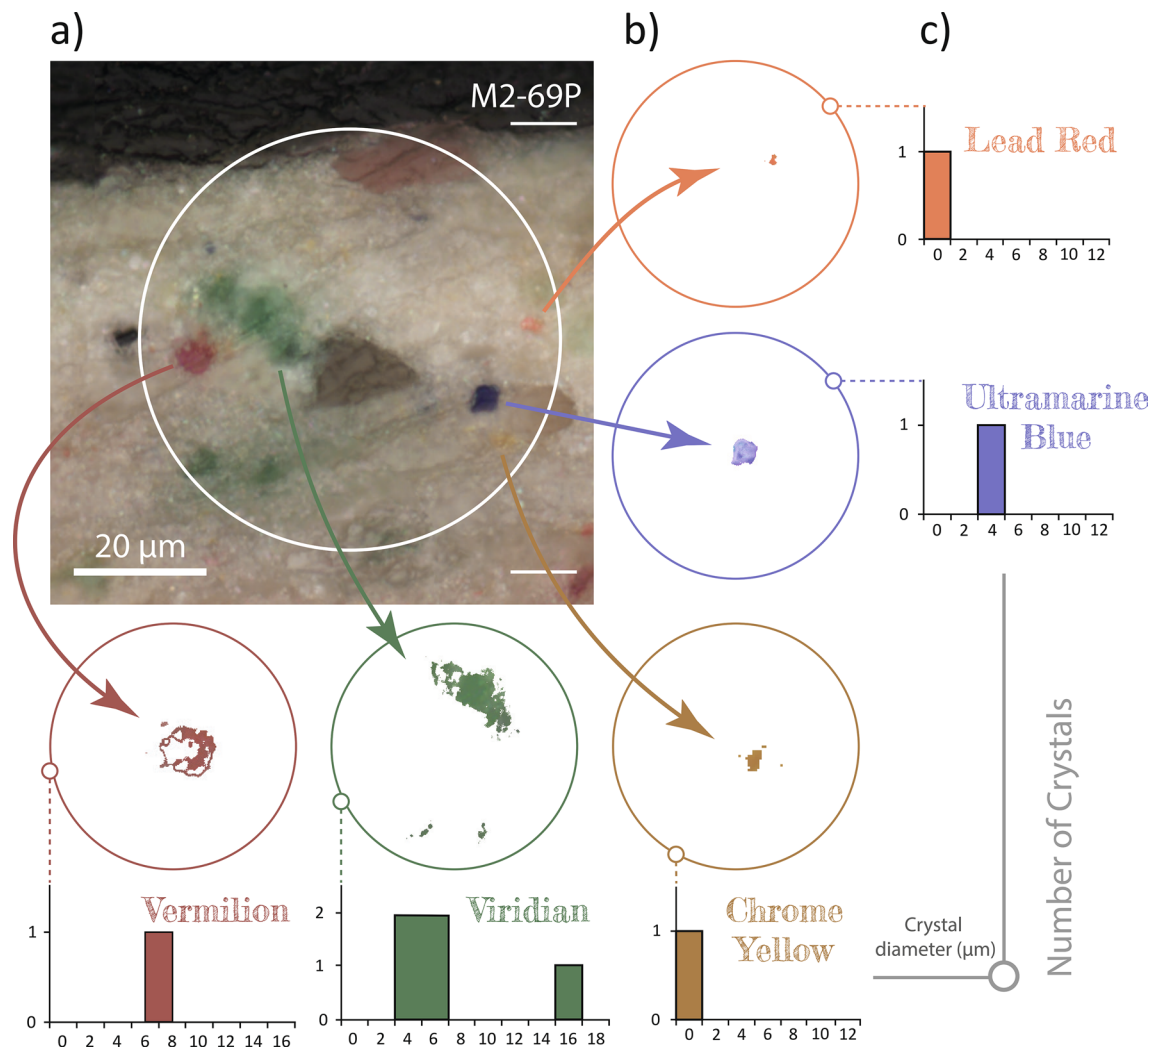 a)
b)
c)
M2-69P
20 µm
Lead Red
1
0
0 2 4 6 8 10 12
Ultramarine
Blue
1
0
0 2 4 6 8 10 12
Vermilion
1
0
0 2 4 6 8 10 12 14 16
Viridian
2
1
0
0 2 4 6 8 10 12 14 16 18
Chrome
Yellow
1
0
0 2 4 6 8 10 12
Crystal
diameter (µm)
Number of Crystals